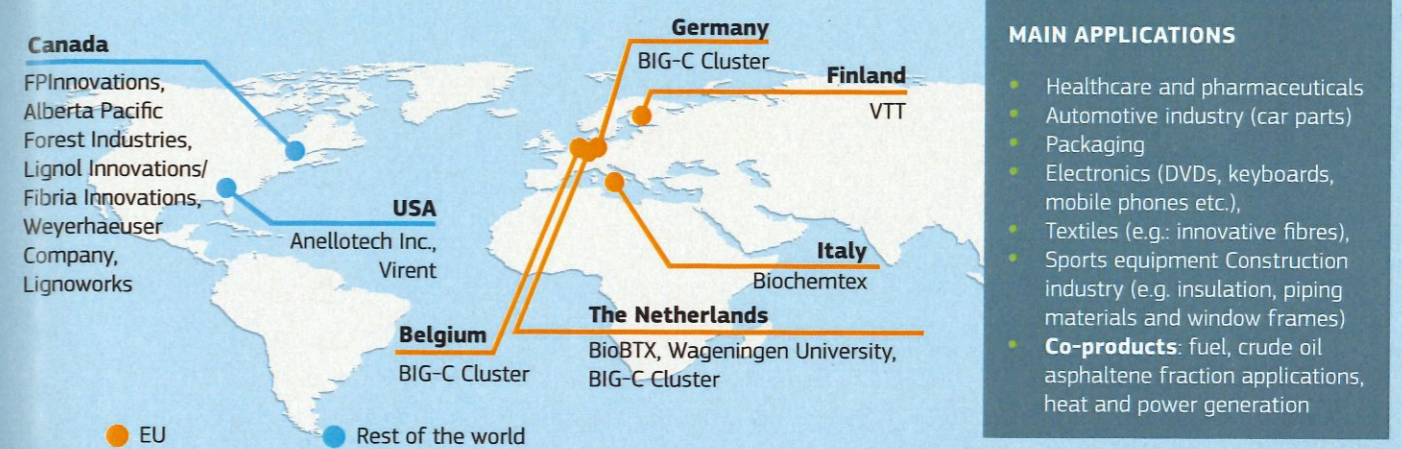 Canada
FPInnovations,
Alberta Pacific
Forest Industries,
Lignol Innovations/
Fibria Innovations,
Weyerhaeuser
Company,
Lignoworks
USA
Anellotech Inc.,
Virent
Germany
BIG-C Cluster
Finland
VTT
Italy
Biochemtex
Belgium
BIG-C Cluster
The Netherlands
BioBTX, Wageningen University,
BIG-C Cluster
EU
Rest of the world
MAIN APPLICATIONS
• Healthcare and pharmaceuticals
• Automotive industry (car parts)
• Packaging
• Electronics (DVDs, keyboards,
mobile phones etc.),
• Textiles (e.g.: innovative fibres),
• Sports equipment Construction
industry (e.g. insulation, piping
materials and window frames)
• Co-products: fuel, crude oil
asphaltene fraction applications,
heat and power generation